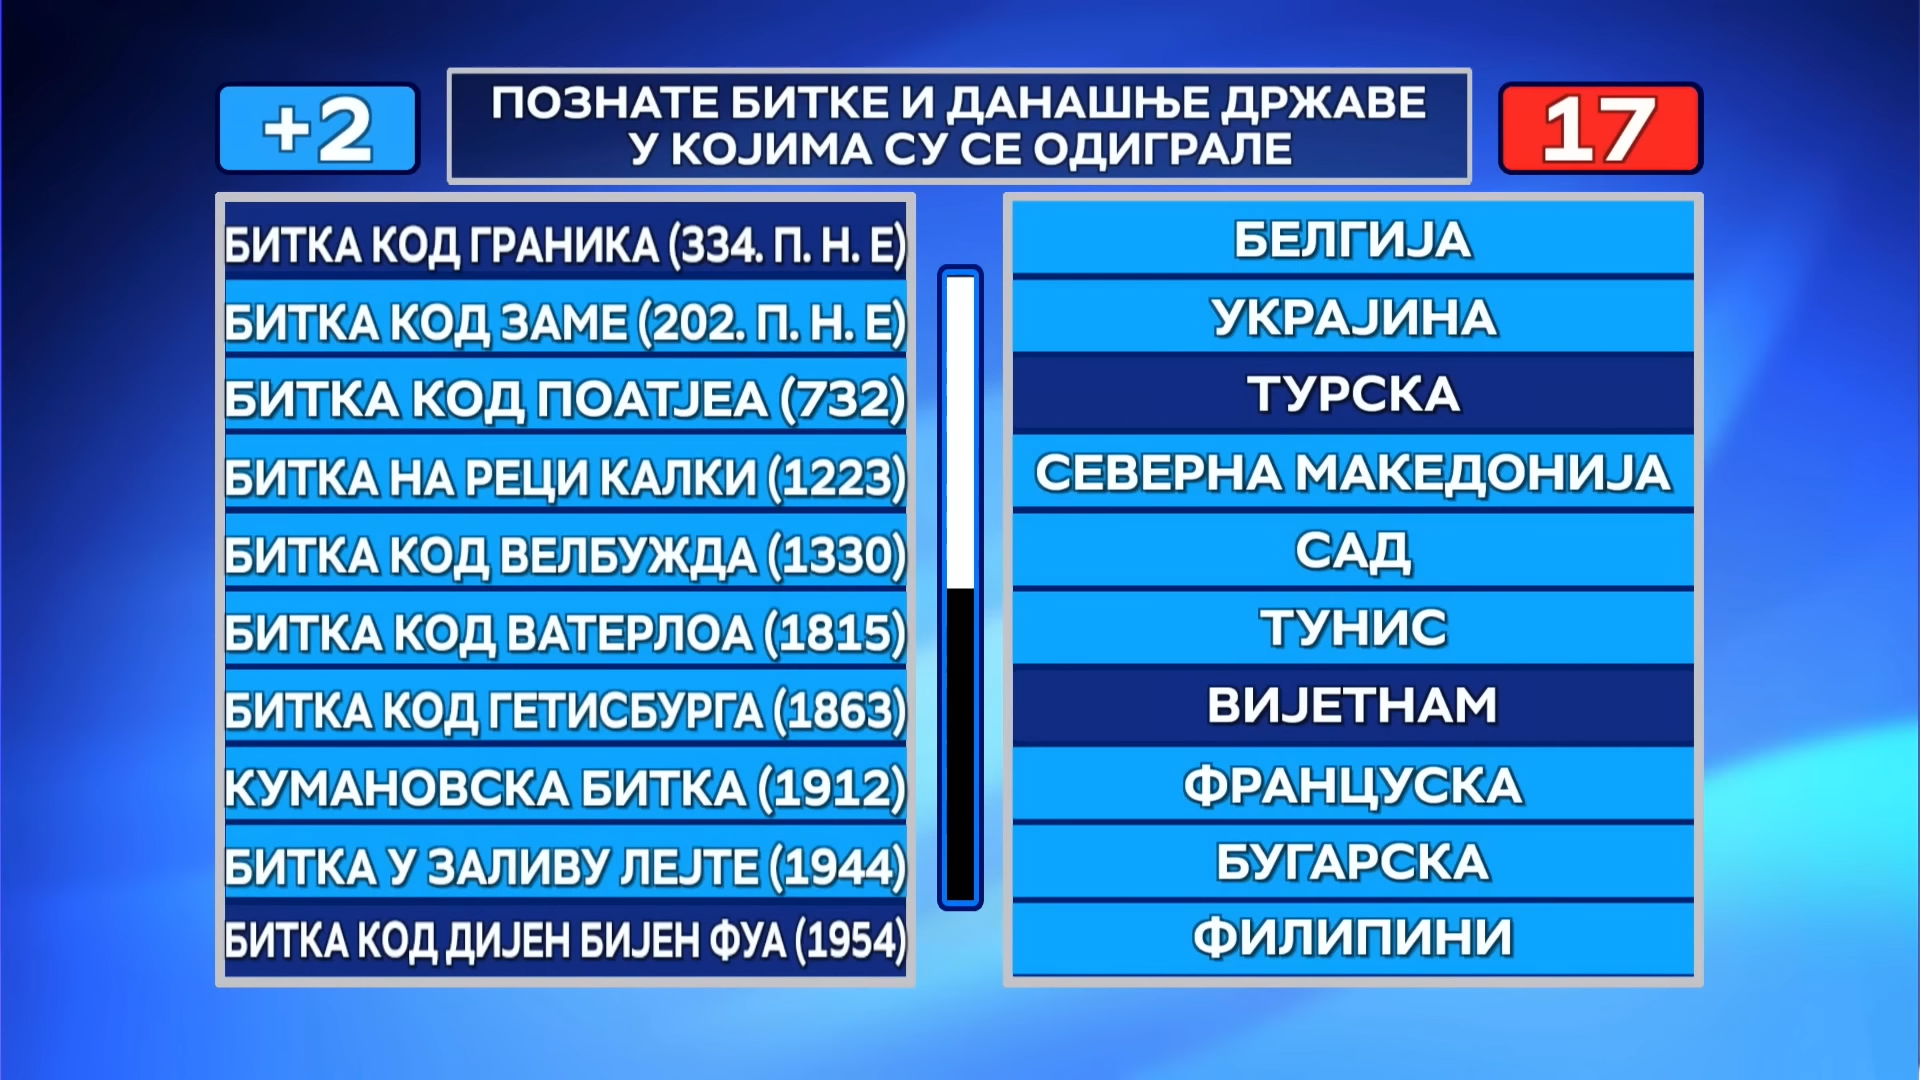 +2
ПОЗНАТЕ БИТКЕ И ДАНАШЊЕ ДРЖАВЕ
У КОЈИМА СУ СЕ ОДИГРАЛЕ
17
БИТКА КОД ГРАНИКА (334. П. Н. Е)
БИТКА КОД ЗАМЕ (202. П. Н. Е)
БИТКА КОД ПОАТЈЕА (732)
БИТКА НА РЕЦИ КАЛКИ (1223)
БИТКА КОД ВЕЛБУЖДА (1330)
БИТКА КОД ВАТЕРЛОА (1815)
БИТКА КОД ГЕТИСБУРГА (1863)
КУМАНОВСКА БИТКА (1912)
БИТКА У ЗАЛИВУ ЛЕЈТЕ (1944)
БИТКА КОД ДИЈЕН БИЈЕН ФУА (1954)
БЕЛГИЈА
УКРАЈИНА
ТУРСКА
СЕВЕРНА МАКЕДОНИЈА
САД
ТУНИС
ВИЈЕТНАМ
ФРАНЦУСКА
БУГАРСКА
ФИЛИПИНИ